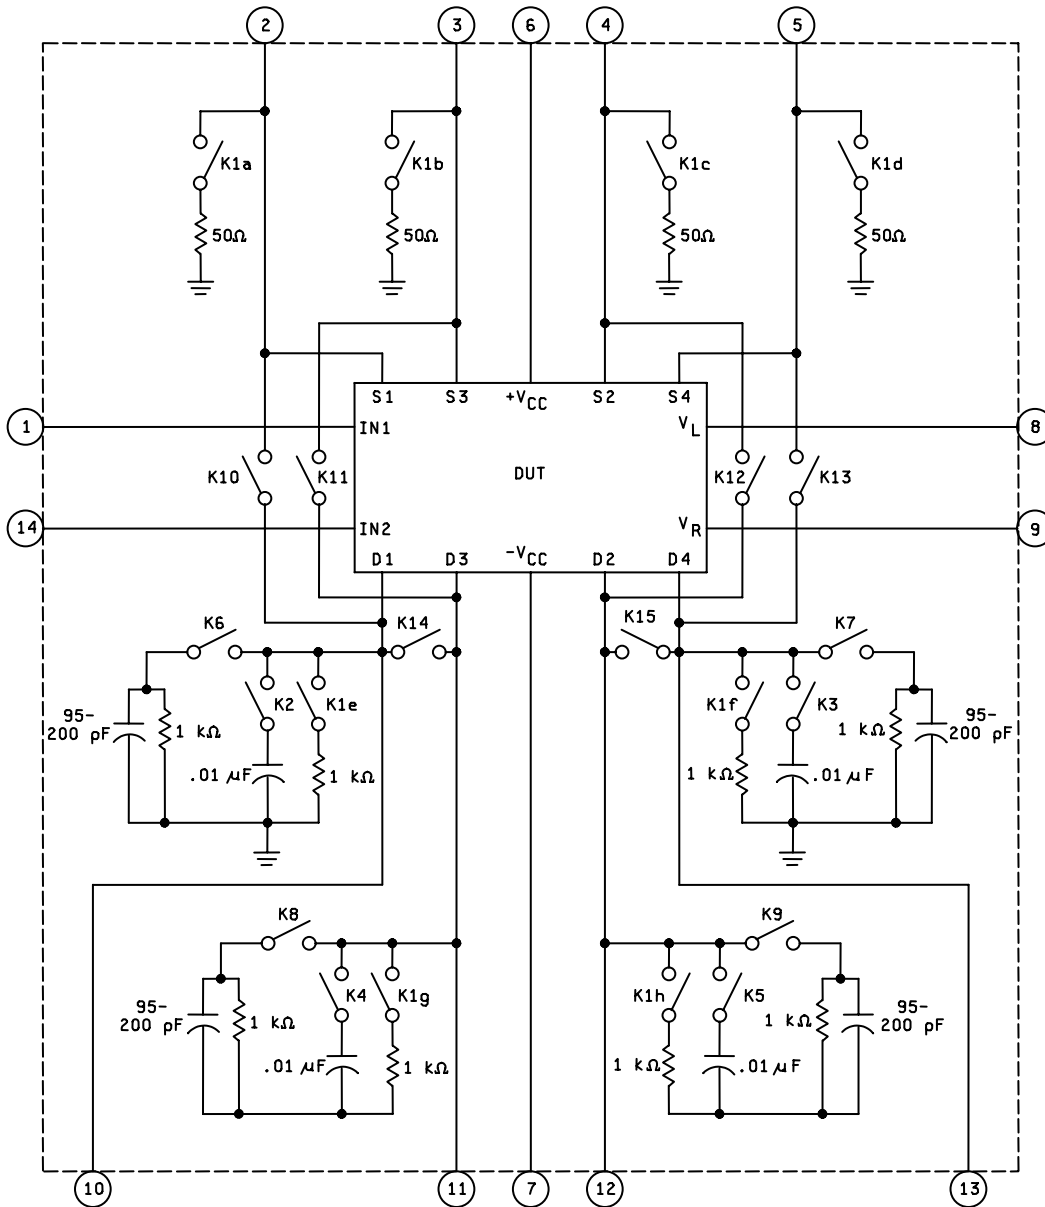 2 3 6 4 5
K1a K1b K1c K1d
50Ω 50Ω 50Ω 50Ω
S1 S3 +VCC S2 S4
1 IN1 VL 8
K10 K11 DUT K12 K13
14 IN2 VR 9
D1 D3 -VCC D2 D4
K6 K14 K15 K7
K2 K1e K1f K3
95-
200 pF 1 kΩ 1 kΩ 95-
200 pF
.01 μF 1 kΩ 1 kΩ .01 μF
K8 K9
K4 K1g K1h K5
95-
200 pF 1 kΩ 1 kΩ 95-
200 pF
.01 μF 1 kΩ 1 kΩ .01 μF
10 11 7 12 13